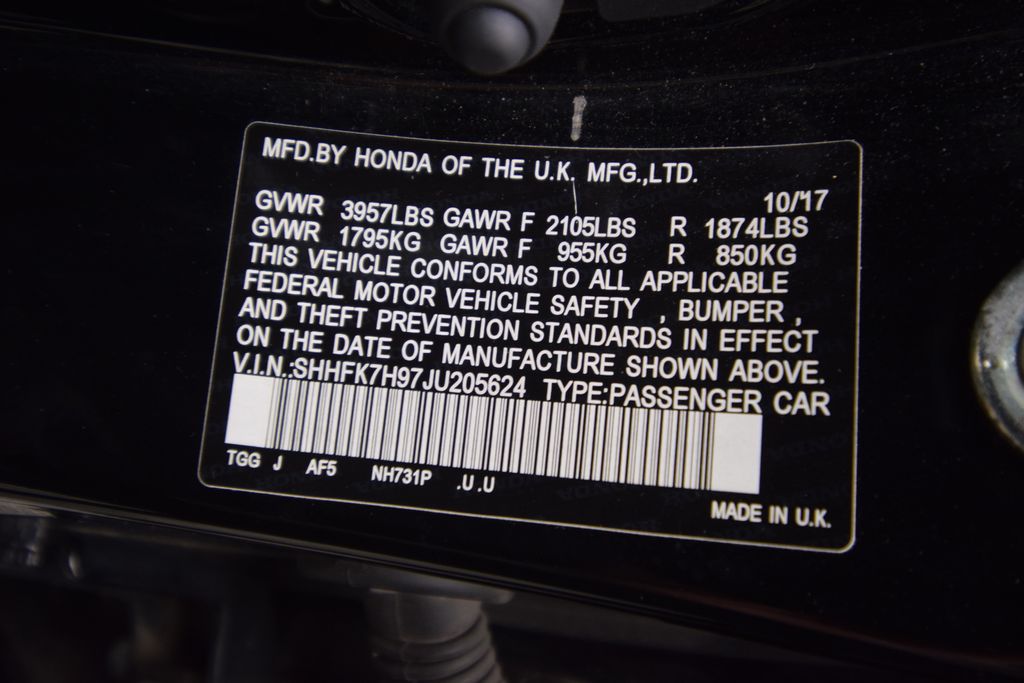 MFD.BY HONDA OF THE U.K. MFG.,LTD.
10/'17
GVWR 3957LBS GAWR F 2105LBS R 1874LBS
GVWR 1795KG GAWR F 955KG R 850KG
THIS VEHICLE CONFORMS TO ALL APPLICABLE
FEDERAL MOTOR VEHICLE SAFETY , BUMPER ,
AND THEFT PREVENTION STANDARDS IN EFFECT
ON THE DATE OF MANUFACTURE SHOWN ABOVE.
V.I.N.:SHHFK7H97JU205624 TYPE:PASSENGER CAR
TGG J AF5 NH731P .U.U
MADE IN U.K.